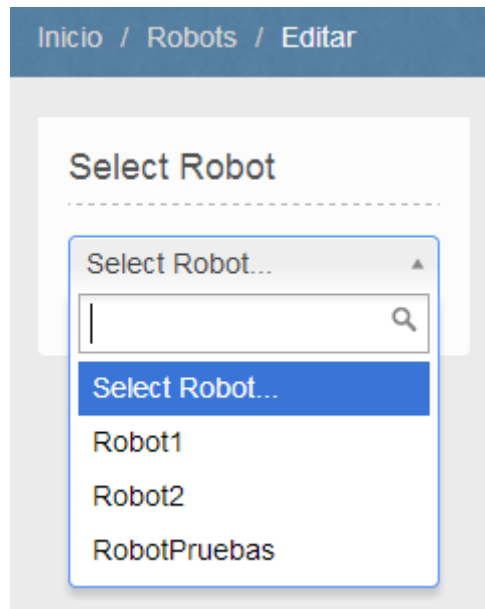 Inicio / Robots / Editar
Select Robot
Select Robot...
Select Robot...
Robot1
Robot2
RobotPruebas